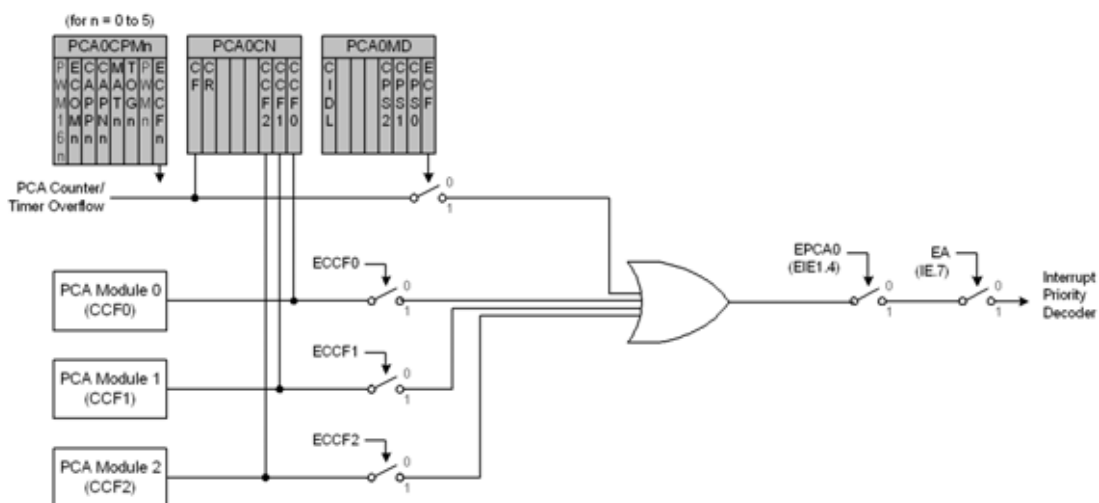 (for n = 0 to 5)
PCA0CPMn
PWM16n
ECOMn
CAPPn
CAPNn
MATn
TOGn
PWMn
ECCFn
PCA0CN
CF
CR
CCF2
CCF1
CCF0
PCA0MD
CIDL
CPS2
CPS1
CPS0
ECF
PCA Counter/
Timer Overflow
0
1
PCA Module 0
(CCF0)
ECCF0
0
1
EPCA0
(EIE1.4)
0
1
EA
(IE.7)
0
1
Interrupt
Priority
Decoder
PCA Module 1
(CCF1)
ECCF1
0
1
PCA Module 2
(CCF2)
ECCF2
0
1